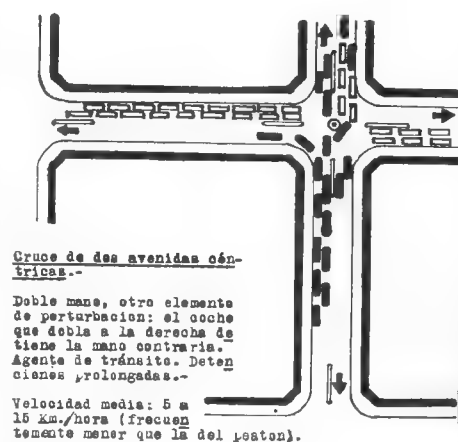 Cruce de dos avenidas cén-
tricas.-
Doble mano, otro elemento
de perturbacion: el coche
que dobla a la derecha de
tiene la mano contraria.
Agente de tránsito. Deten
ciones prolongadas.-
Velocidad media: 5 a
15 Km./hora (frecuen
temente menor que la del peaton).